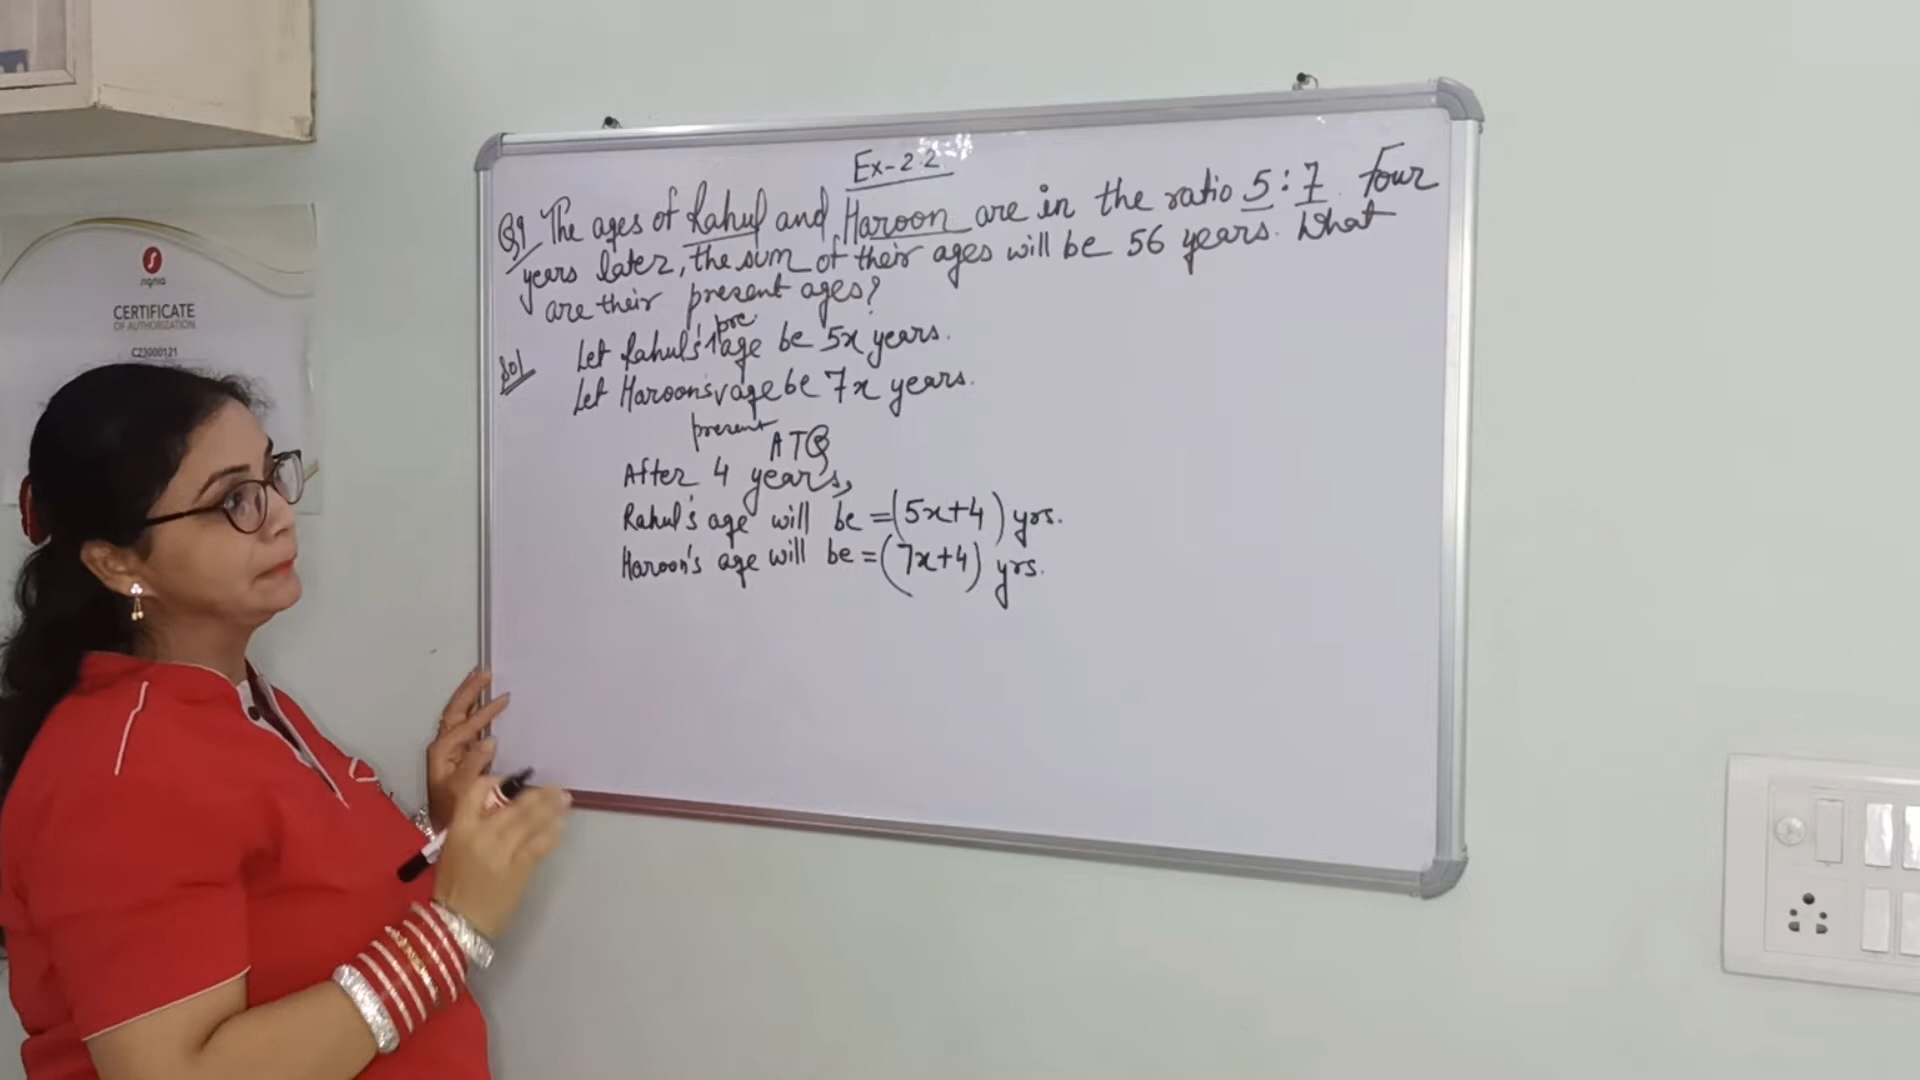 signia
CERTIFICATE
OF AUTHORIZATION
C23000121
Ex-2.2
Q1 The ages of Rahul and Haroon are in the ratio 5:7. Four
years later, the sum of their ages will be 56 years. What
are their present ages?
Sol Let Rahul's pre. age be 5x years.
Let Haroon's present age be 7x years.
ATQ
After 4 years,
Rahul's age will be = (5x+4) yrs.
Haroon's age will be = (7x+4) yrs.